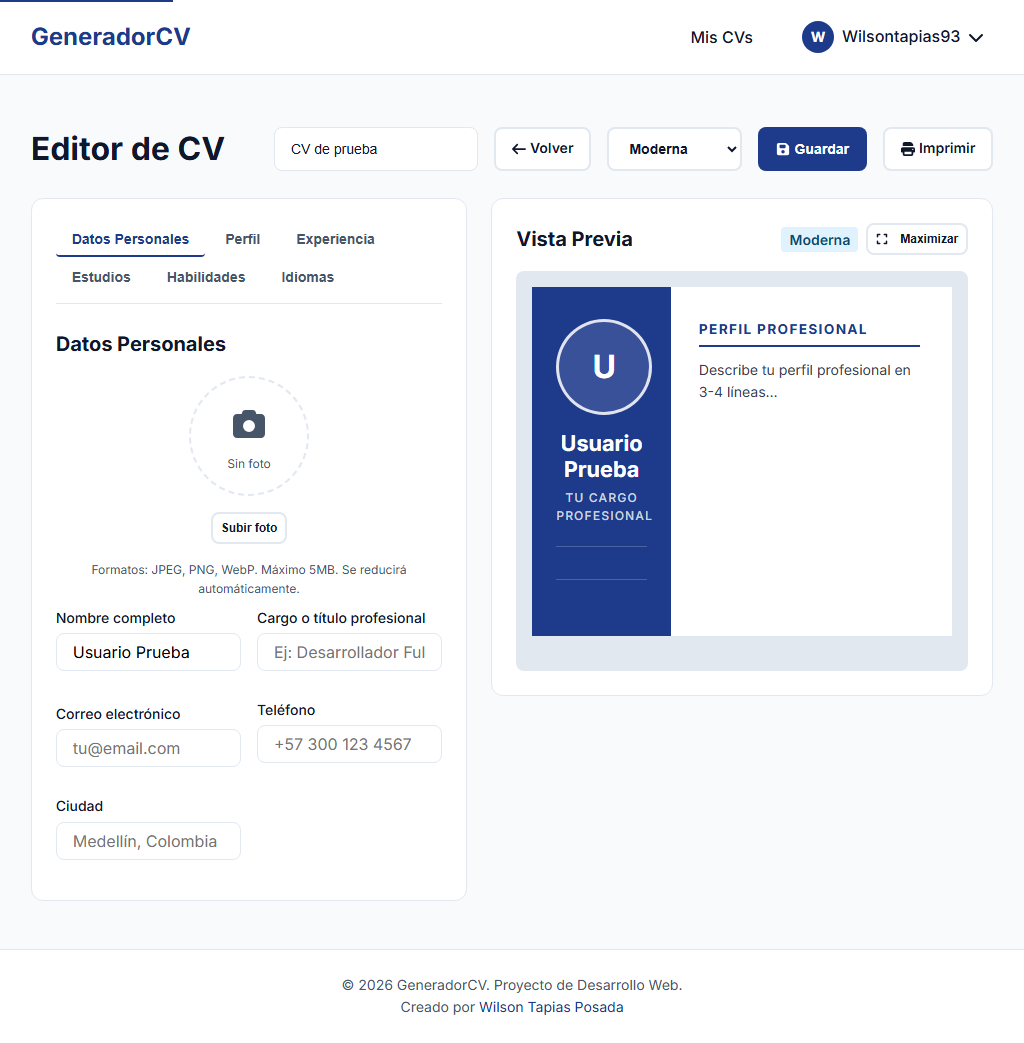 GeneradorCV
Mis CVs
W
Wilsontapias93
Editor de CV
CV de prueba
Volver
Moderna
Guardar
Imprimir
Datos Personales
Perfil
Experiencia
Estudios
Habilidades
Idiomas
Datos Personales
Sin foto
Subir foto
Formatos: JPEG, PNG, WebP. Máximo 5MB. Se reducirá
automáticamente.
Nombre completo
Usuario Prueba
Cargo o título profesional
Ej: Desarrollador Ful
Correo electrónico
tu@email.com
Teléfono
+57 300 123 4567
Ciudad
Medellín, Colombia
Vista Previa
Moderna
Maximizar
U
Usuario
Prueba
TU CARGO
PROFESIONAL
PERFIL PROFESIONAL
Describe tu perfil profesional en
3-4 líneas...
© 2026 GeneradorCV. Proyecto de Desarrollo Web.
Creado por Wilson Tapias Posada